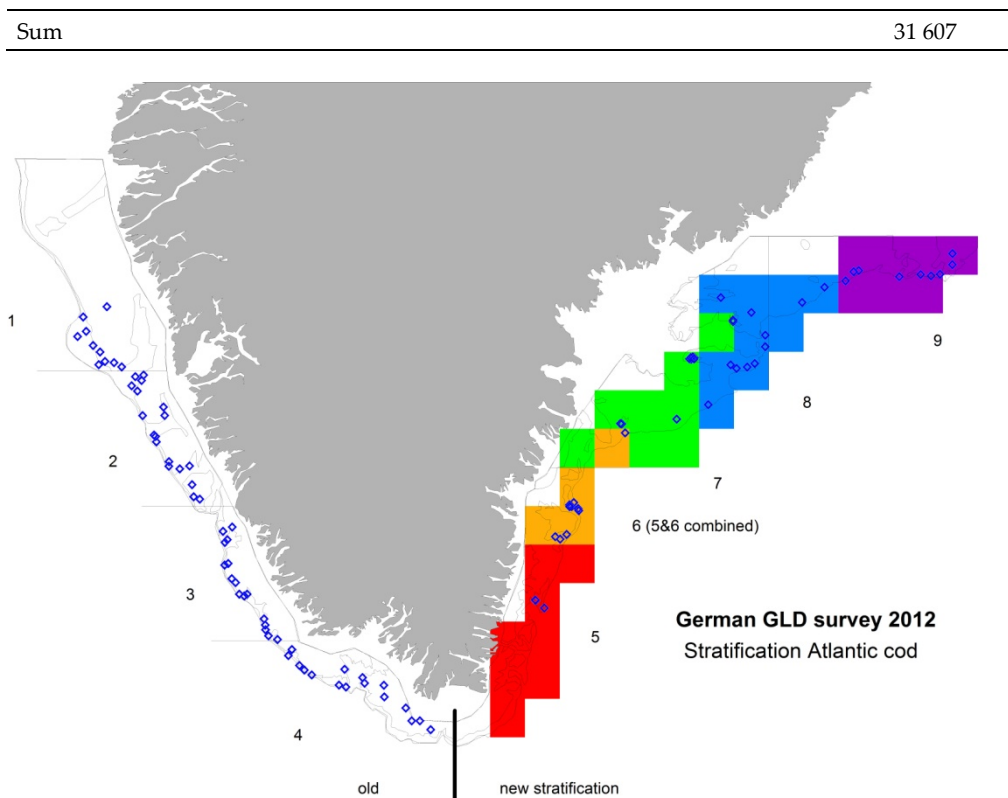 Sum 31 607
1
9
8
2
7
6 (5&6 combined)
3
5
German GLD survey 2012
Stratification Atlantic cod
4
old new stratification